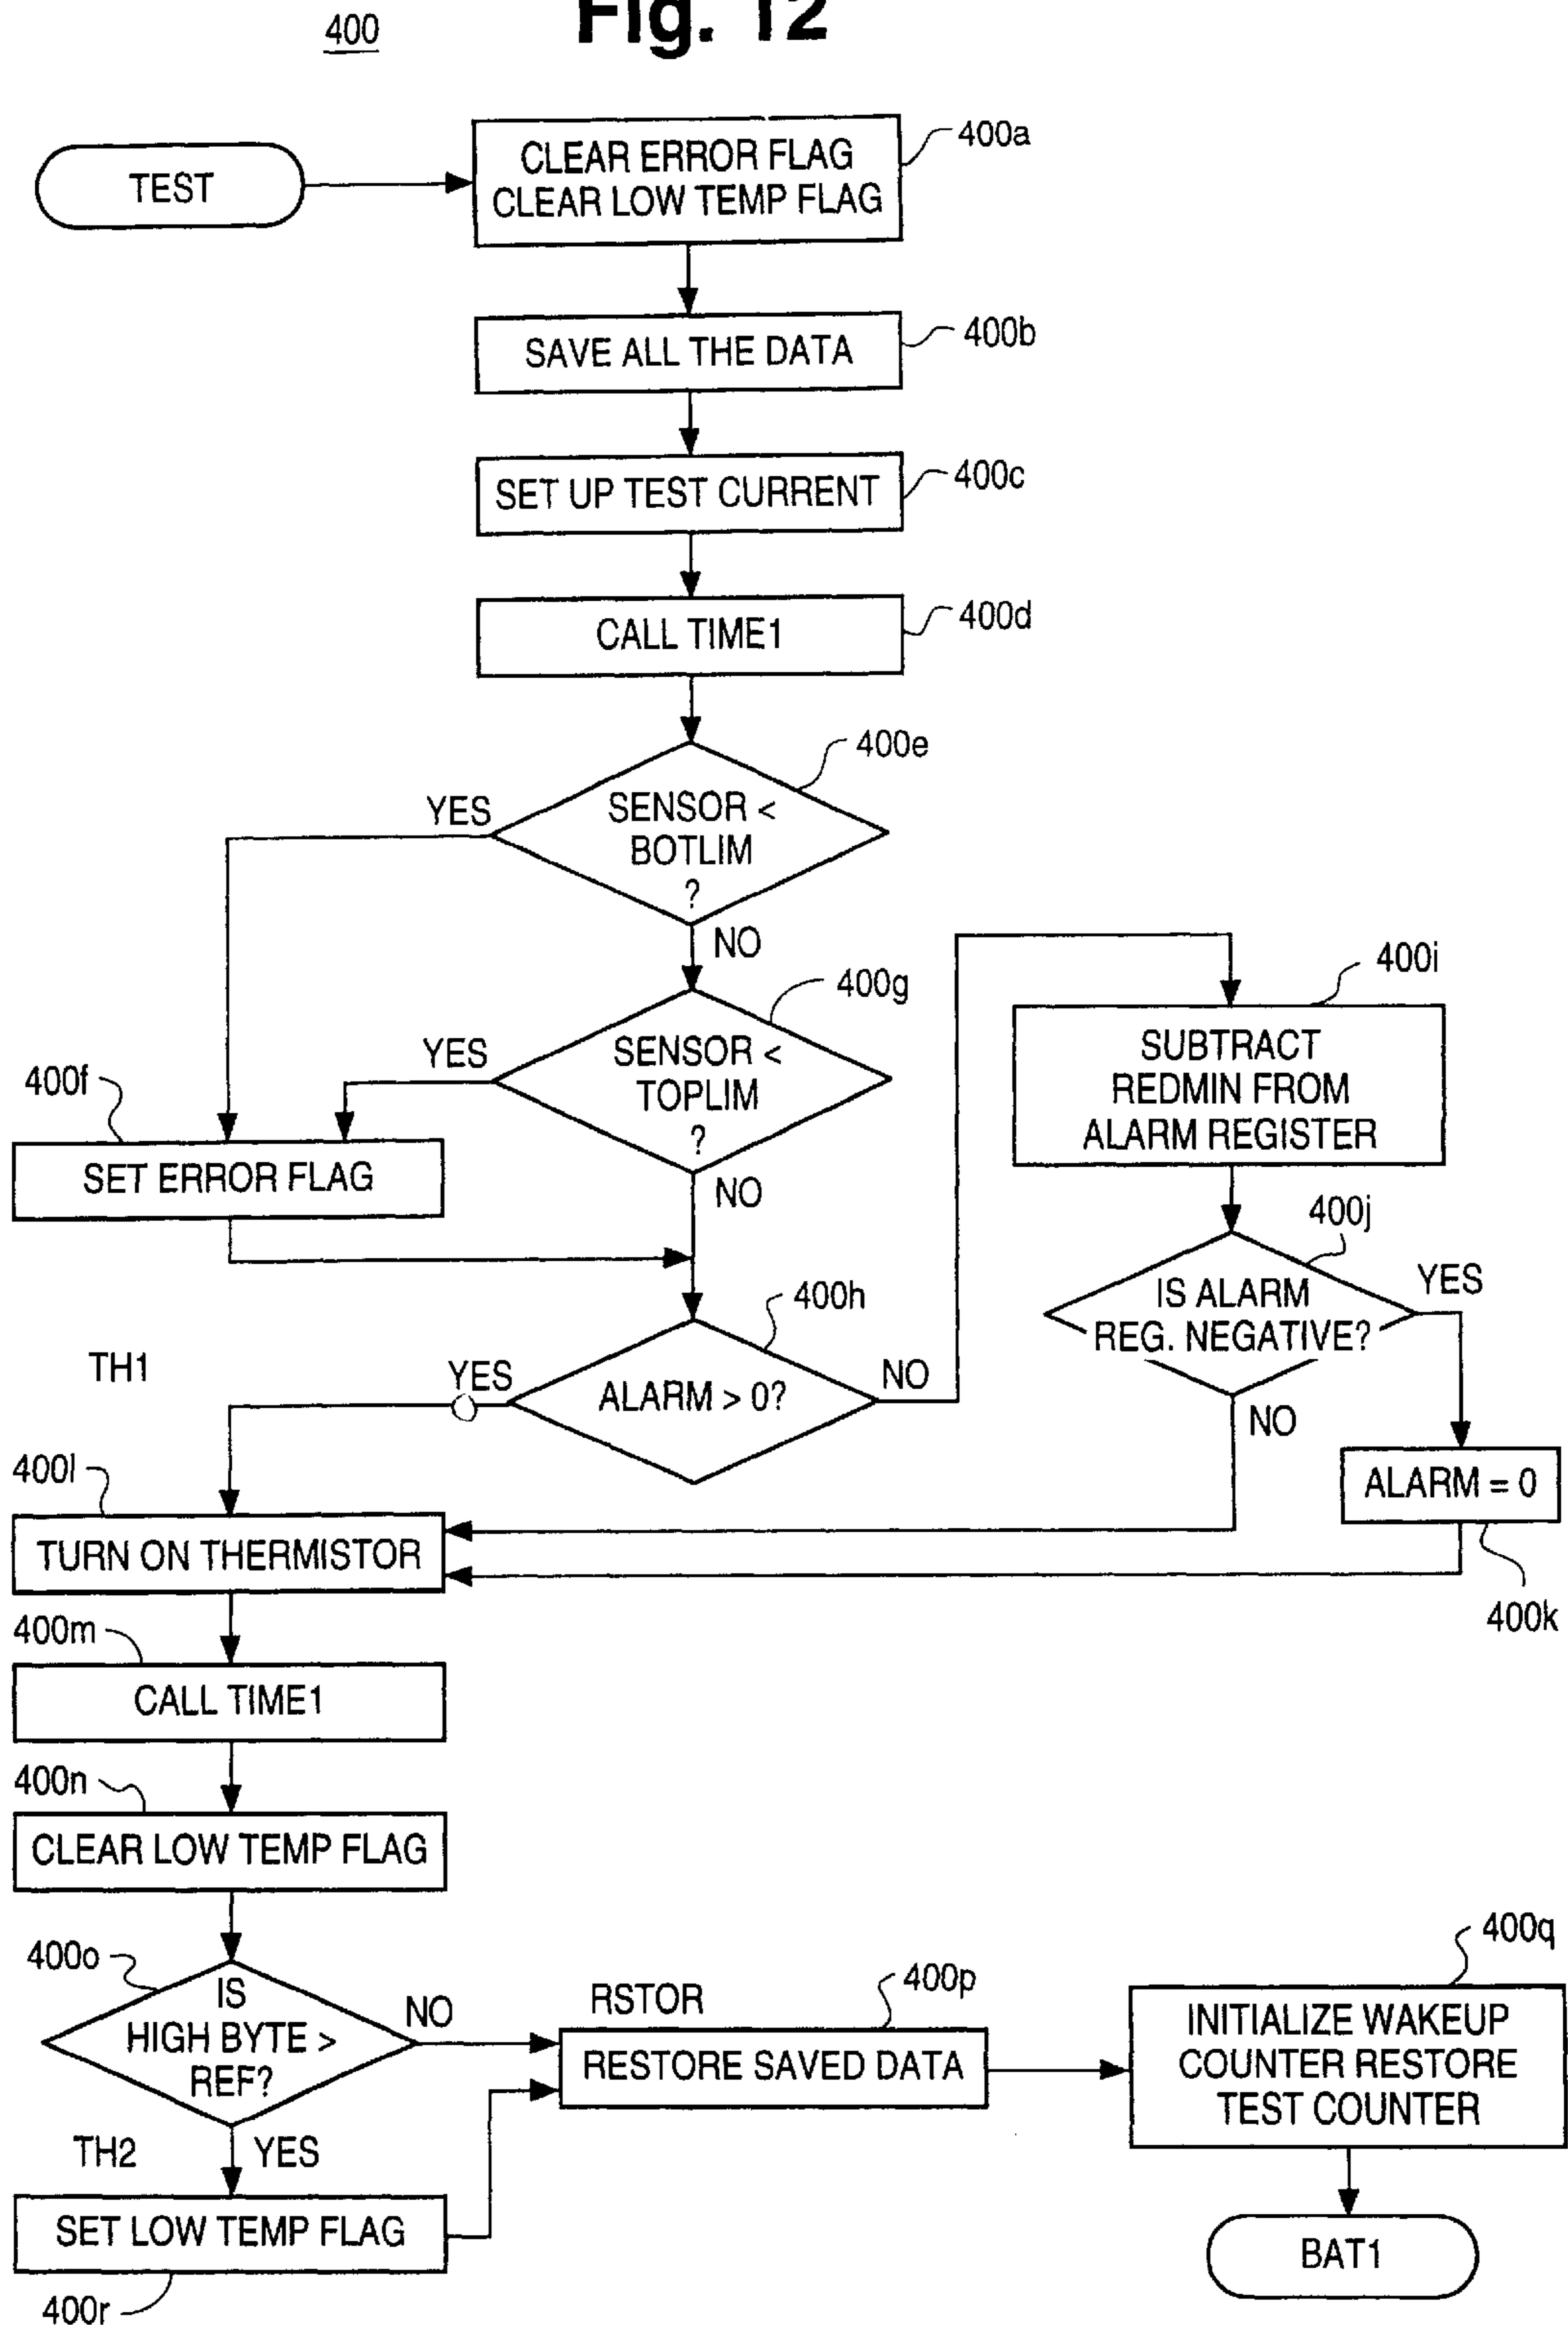 Fig. 12
400
TEST
CLEAR ERROR FLAG
CLEAR LOW TEMP FLAG
400a
SAVE ALL THE DATA
400b
SET UP TEST CURRENT
400c
CALL TIME1
400d
SENSOR <
BOTLIM
?
400e
YES
NO
SENSOR <
TOPLIM
?
400g
YES
NO
400f
SET ERROR FLAG
400i
SUBTRACT
REDMIN FROM
ALARM REGISTER
400j
IS ALARM
REG. NEGATIVE?
YES
NO
400h
ALARM > 0?
YES
NO
TH1
ALARM = 0
400k
400l
TURN ON THERMISTOR
400m
CALL TIME1
400n
CLEAR LOW TEMP FLAG
400o
IS
HIGH BYTE >
REF?
NO
YES
RSTOR
400p
RESTORE SAVED DATA
400q
INITIALIZE WAKEUP
COUNTER RESTORE
TEST COUNTER
TH2
SET LOW TEMP FLAG
400r
BAT1